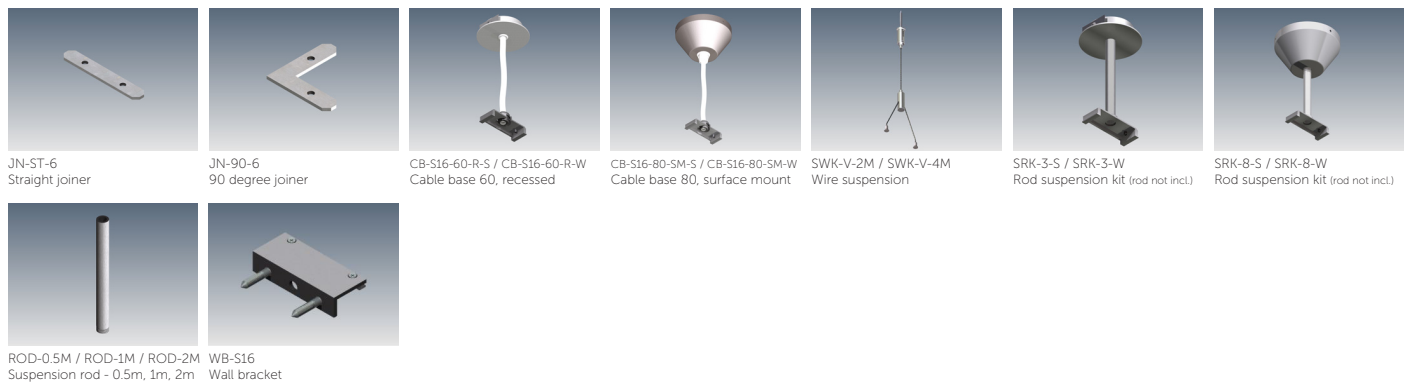 JN-ST-6
Straight joiner
JN-90-6
90 degree joiner
CB-S16-60-R-S / CB-S16-60-R-W
Cable base 60, recessed
CB-S16-80-SM-S / CB-S16-80-SM-W
Cable base 80, surface mount
SWK-V-2M / SWK-V-4M
Wire suspension
SRK-3-S / SRK-3-W
Rod suspension kit (rod not incl.)
SRK-8-S / SRK-8-W
Rod suspension kit (rod not incl.)
ROD-0.5M / ROD-1M / ROD-2M
Suspension rod - 0.5m, 1m, 2m
WB-S16
Wall bracket